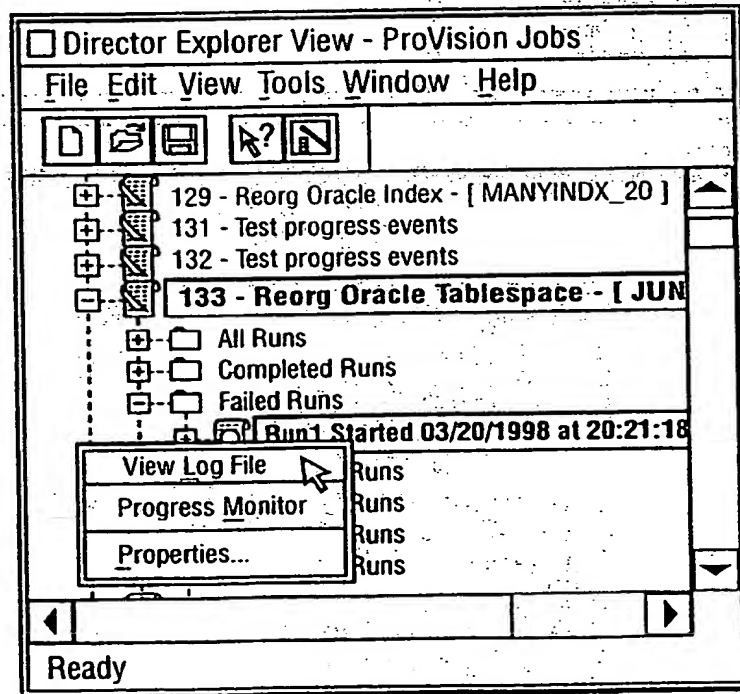 Director Explorer View - ProVision Jobs
File Edit View Tools Window Help
129 - Reorg Oracle Index - [ MANYINDX_20 ]
131 - Test progress events
132 - Test progress events
133 - Reorg Oracle Tablespace - [ JUN
All Runs
Completed Runs
Failed Runs
Run1 Started 03/20/1998 at 20:21:18
View Log File
Runs
Progress Monitor
Runs
Runs
Properties...
Runs
Ready